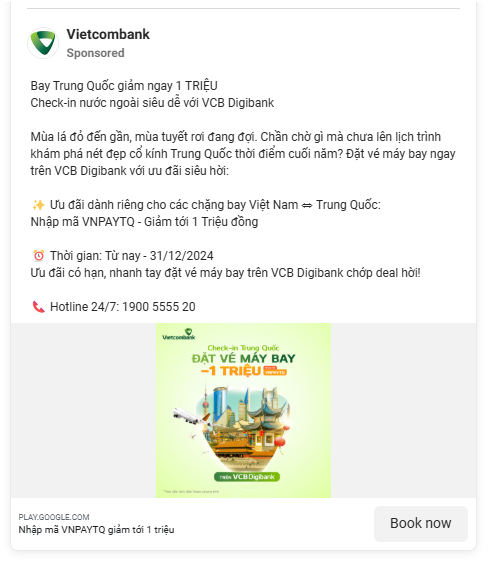 Vietcombank
Sponsored
Bay Trung Quốc giảm ngay 1 TRIỆU
Check-in nước ngoài siêu dễ với VCB Digibank
Mùa lá đỏ đến gần, mùa tuyết rơi đang đợi. Chần chờ gì mà chưa lên lịch trình
khám phá nét đẹp cổ kính Trung Quốc thời điểm cuối năm? Đặt vé máy bay ngay
trên VCB Digibank với ưu đãi siêu hời:
✨ Ưu đãi dành riêng cho các chặng bay Việt Nam ⇔ Trung Quốc:
Nhập mã VNPAYTQ - Giảm tới 1 Triệu đồng
⏰ Thời gian: Từ nay - 31/12/2024
Ưu đãi có hạn, nhanh tay đặt vé máy bay trên VCB Digibank chớp deal hời!
📞 Hotline 24/7: 1900 5555 20
Vietcombank
Check-in Trung Quốc
ĐẶT VÉ MÁY BAY
-1 TRIỆU
VNPAYTQ
TRÊN VCB Digibank
PLAY.GOOGLE.COM
Nhập mã VNPAYTQ giảm tới 1 triệu
Book now